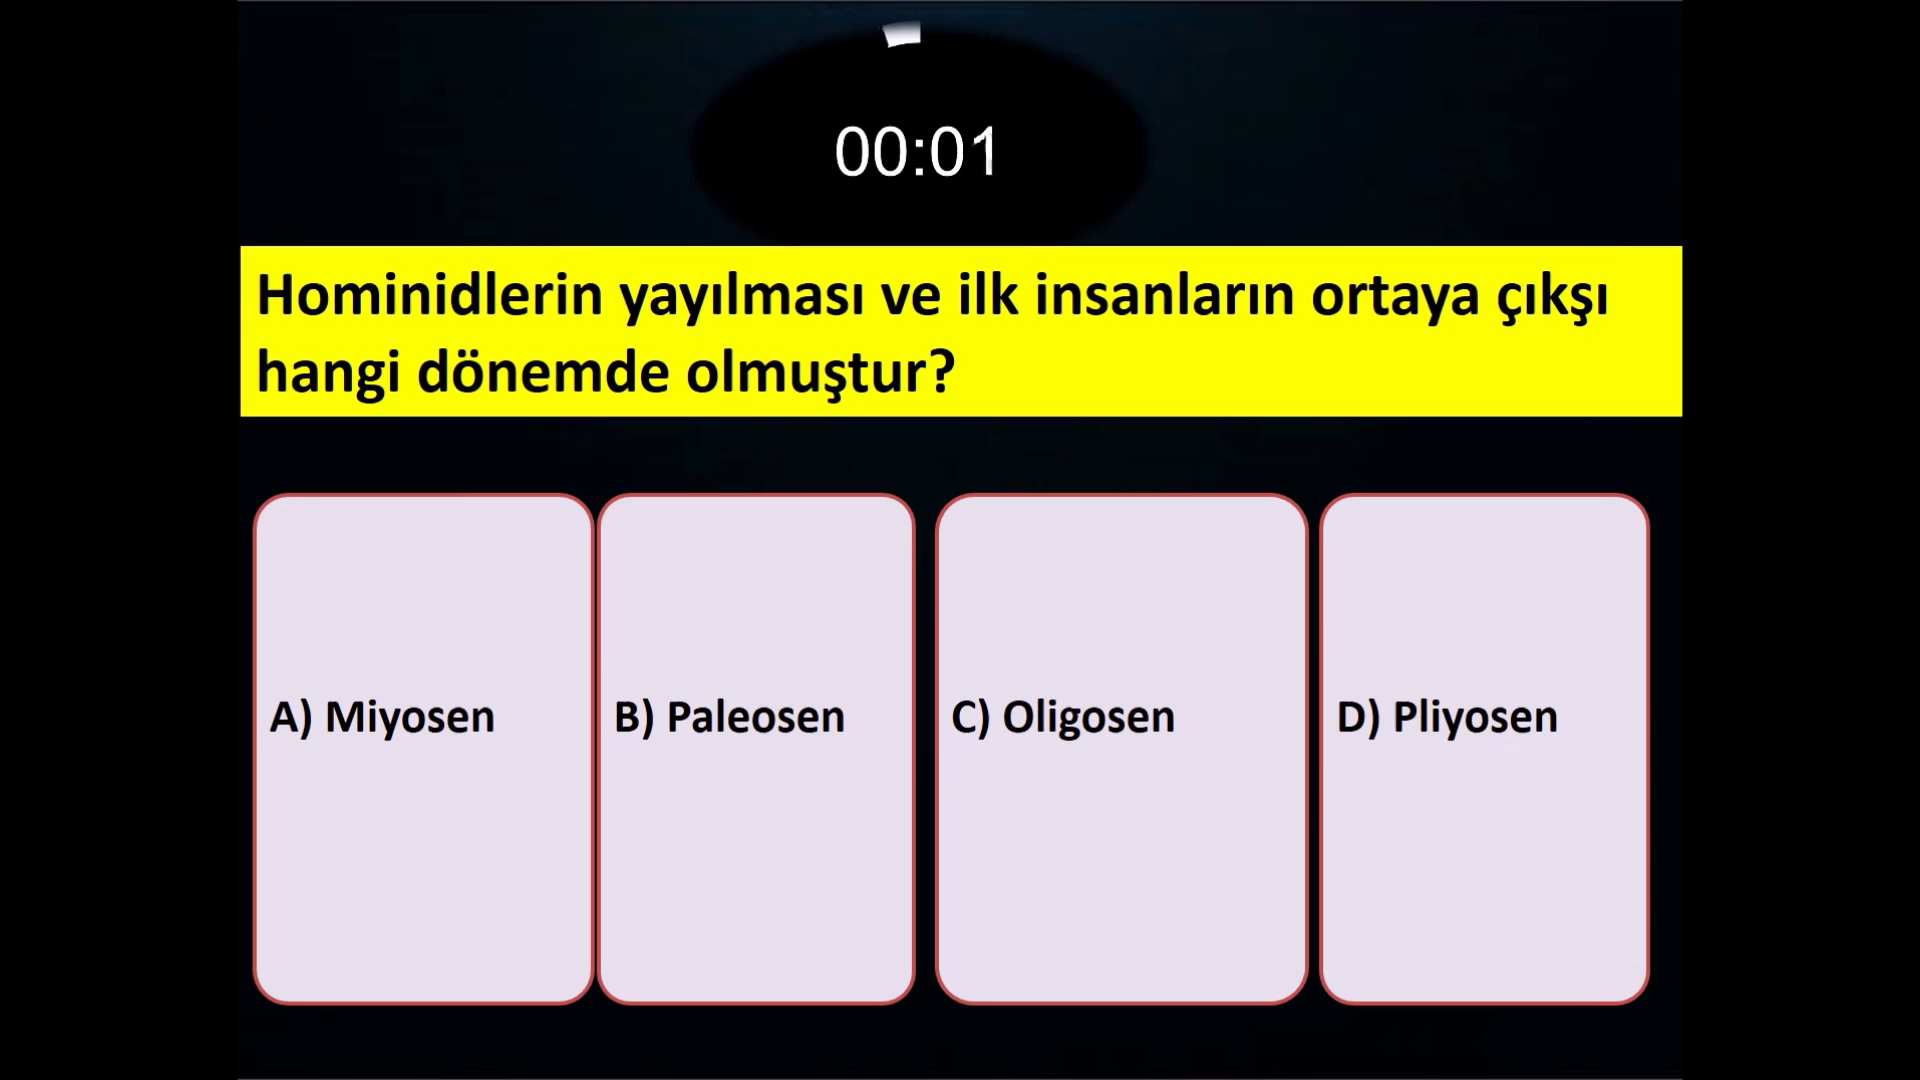 00:01
Hominidlerin yayılması ve ilk insanların ortaya çıkşı
hangi dönemde olmuştur?
A) Miyosen
B) Paleosen
C) Oligosen
D) Pliyosen